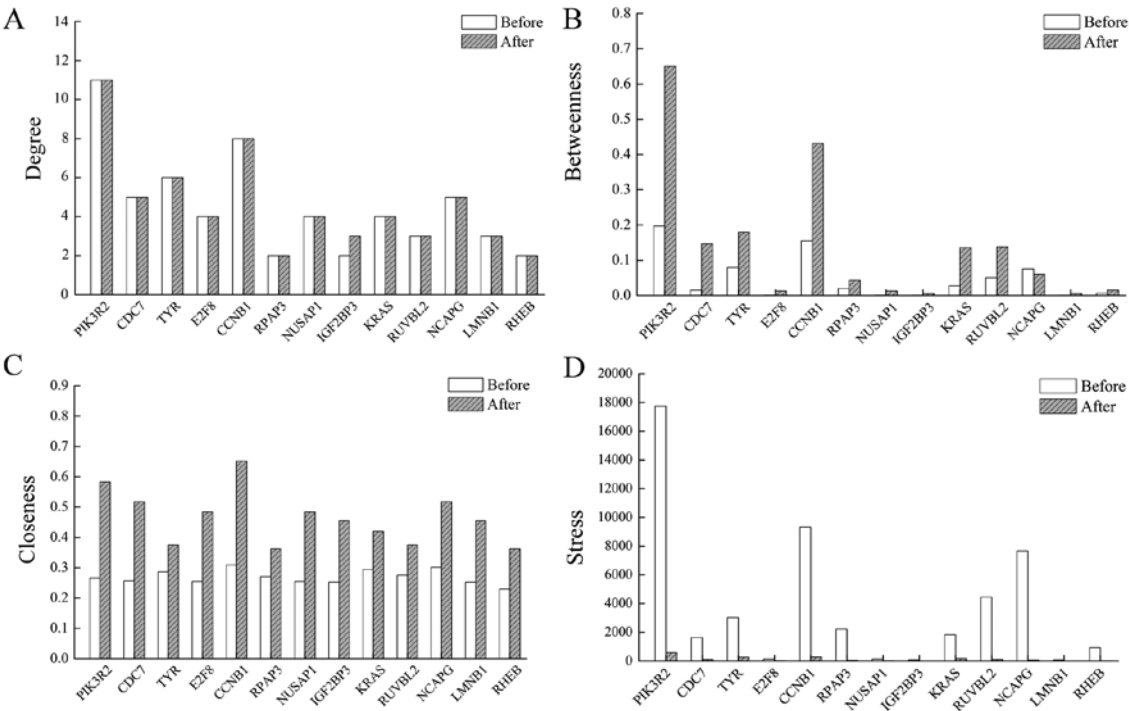 A
Degree
14
12
10
8
6
4
2
0
Before
After
PIK3R2
CDC7
TYR
E2F8
CCNB1
RPAP3
NUSAP1
IGF2BP3
KRAS
RUVBL2
NCAPG
LMNB1
RHEB
B
Betweenness
0.8
0.7
0.6
0.5
0.4
0.3
0.2
0.1
0.0
Before
After
PIK3R2
CDC7
TYR
E2F8
CCNB1
RPAP3
NUSAP1
IGF2BP3
KRAS
RUVBL2
NCAPG
LMNB1
RHEB
C
Closeness
0.9
0.8
0.7
0.6
0.5
0.4
0.3
0.2
0.1
0.0
Before
After
PIK3R2
CDC7
TYR
E2F8
CCNB1
RPAP3
NUSAP1
IGF2BP3
KRAS
RUVBL2
NCAPG
LMNB1
RHEB
D
Stress
20000
18000
16000
14000
12000
10000
8000
6000
4000
2000
0
Before
After
PIK3R2
CDC7
TYR
E2F8
CCNB1
RPAP3
NUSAP1
IGF2BP3
KRAS
RUVBL2
NCAPG
LMNB1
RHEB